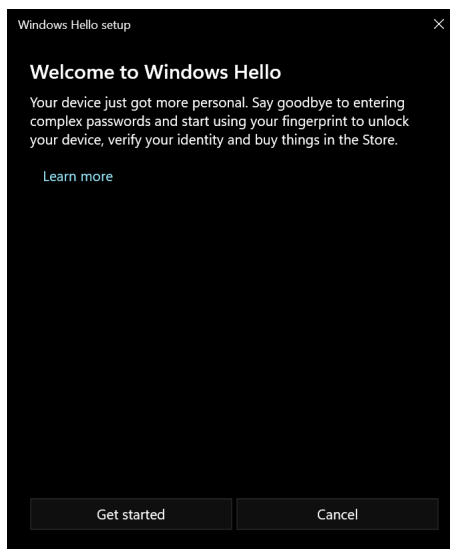 Windows Hello setup
Welcome to Windows Hello
Your device just got more personal. Say goodbye to entering
complex passwords and start using your fingerprint to unlock
your device, verify your identity and buy things in the Store.
Learn more
Get started
Cancel